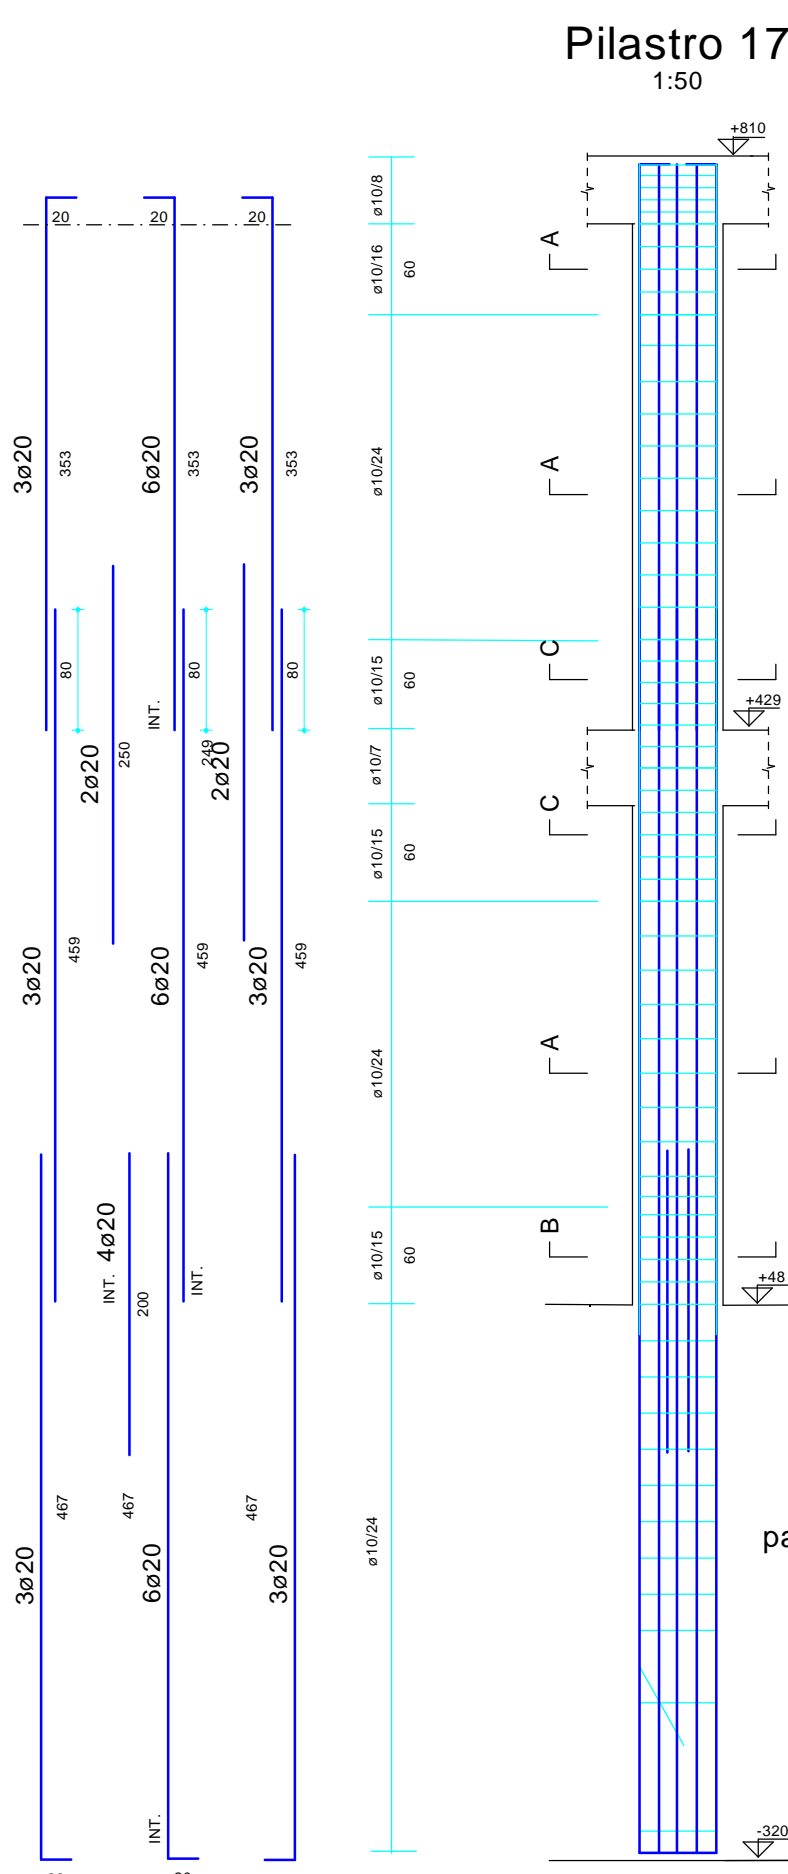 Pilastro 17
1:50
+810
20
20
20
ø10/8
A
ø10/16
60
3ø20
353
6ø20
353
3ø20
353
ø10/24
A
80
80
80
ø10/15
60
C
INT.
+429
2ø20
250
249
2ø20
ø10/7
C
ø10/15
60
3ø20
459
6ø20
459
3ø20
459
A
ø10/24
4ø20
INT.
200
INT.
B
ø10/15
60
+48
467
467
467
ø10/24
pa
3ø20
6ø20
3ø20
INT.
-320